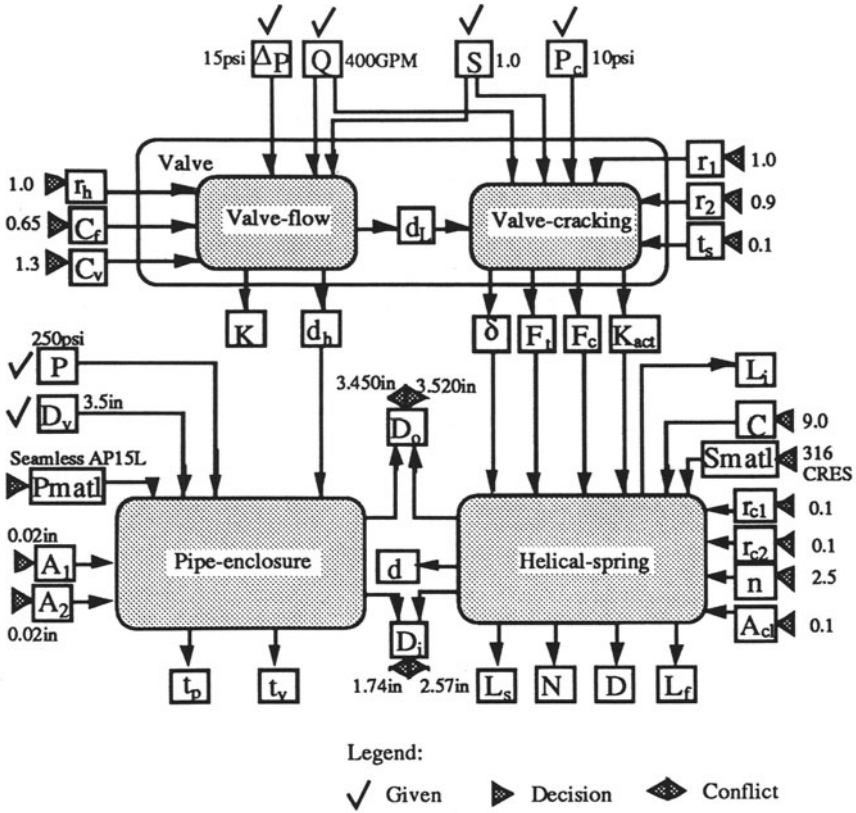 15psi ΔP Q 400GPM S 1.0 Pc 10psi
Valve
1.0 rh
0.65 Cf
1.3 Cv
Valve-flow
dL
Valve-cracking
r1 1.0
r2 0.9
ts 0.1
K dh δ Ft Fc Kact
250psi
P
Dv 3.5in
Seamless AP15L
Pmatl
3.450in 3.520in
Do
Li
C 9.0
Smatl 316
CRES
0.02in
A1
A2
0.02in
Pipe-enclosure
d
Helical-spring
rc1 0.1
rc2 0.1
n 2.5
Acl 0.1
Di
1.74in 2.57in
tp tv Ls N D Lf
Legend:
Given Decision Conflict